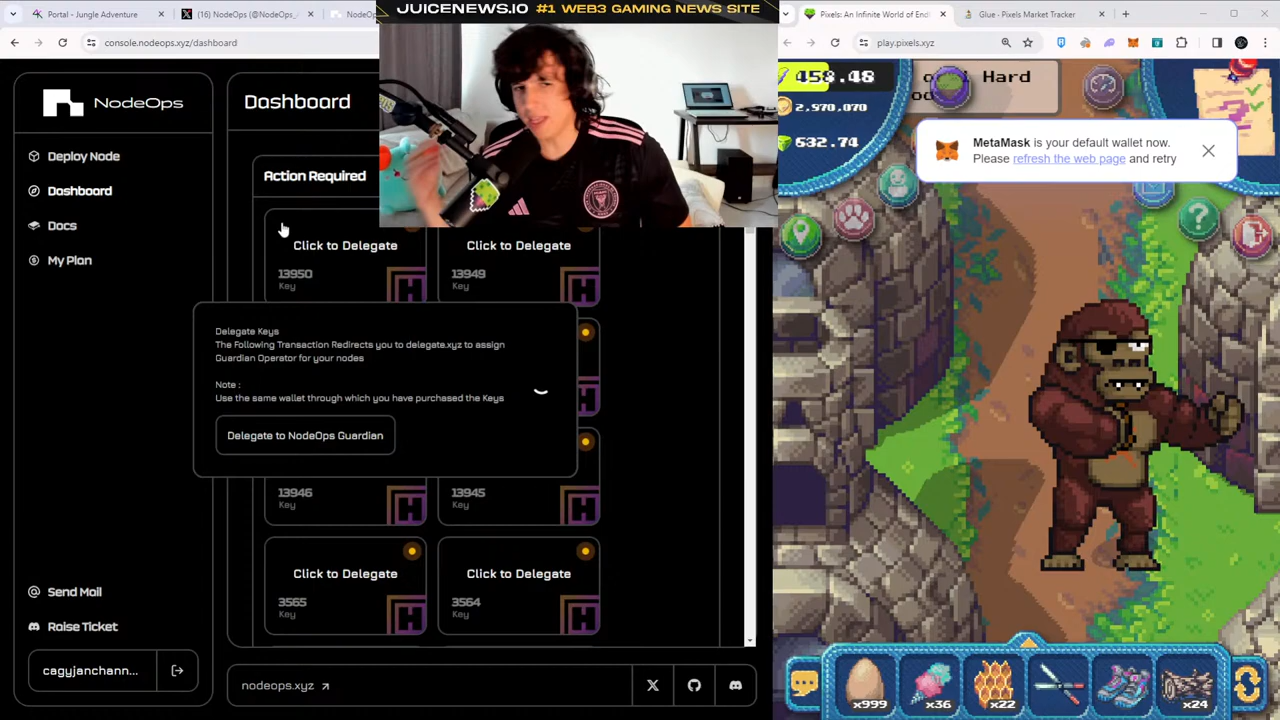 JUICENEWS.IO #1 WEB3 GAMING NEWS SITE
Ajaky - Jungleventure
(16) NodeOps (@NodeOps_
Pixels: An Infinite World of End
Glue - Pixels Market Tracker
console.nodeops.xyz/dashboard
play.pixels.xyz
NodeOps
Deploy Node
Dashboard
Docs
My Plan
Send Mail
Raise Ticket
cagyjanchann...
Dashboard
Action Required
Click to Delegate
13950
Key
Click to Delegate
13949
Key
Delegate Keys
The Following Transaction Redirects you to delegate.xyz to assign
Guardian Operator for your nodes
Note :
Use the same wallet through which you have purchased the Keys
Delegate to NodeOps Guardian
13946
Key
13945
Key
Click to Delegate
3565
Key
Click to Delegate
3564
Key
nodeops.xyz
458.48
2,970,070
632.74
Hard
MetaMask is your default wallet now.
Please refresh the web page and retry
x999
x36
x22
x24